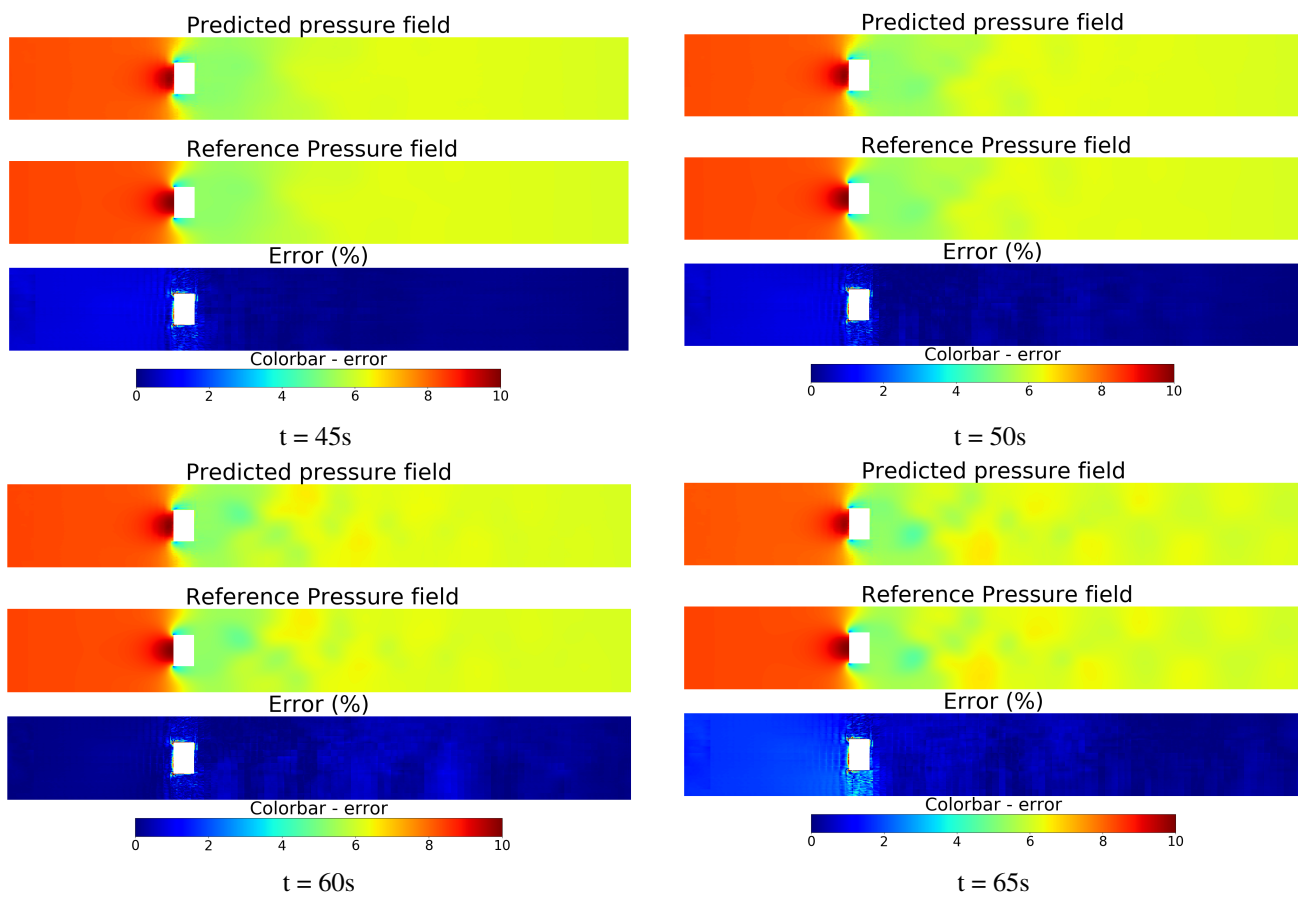 Predicted pressure field
Reference Pressure field
Error (%)
Colorbar - error
0 2 4 6 8 10
t = 45s
Predicted pressure field
Reference Pressure field
Error (%)
Colorbar - error
0 2 4 6 8 10
t = 50s
Predicted pressure field
Reference Pressure field
Error (%)
Colorbar - error
0 2 4 6 8 10
t = 60s
Predicted pressure field
Reference Pressure field
Error (%)
Colorbar - error
0 2 4 6 8 10
t = 65s